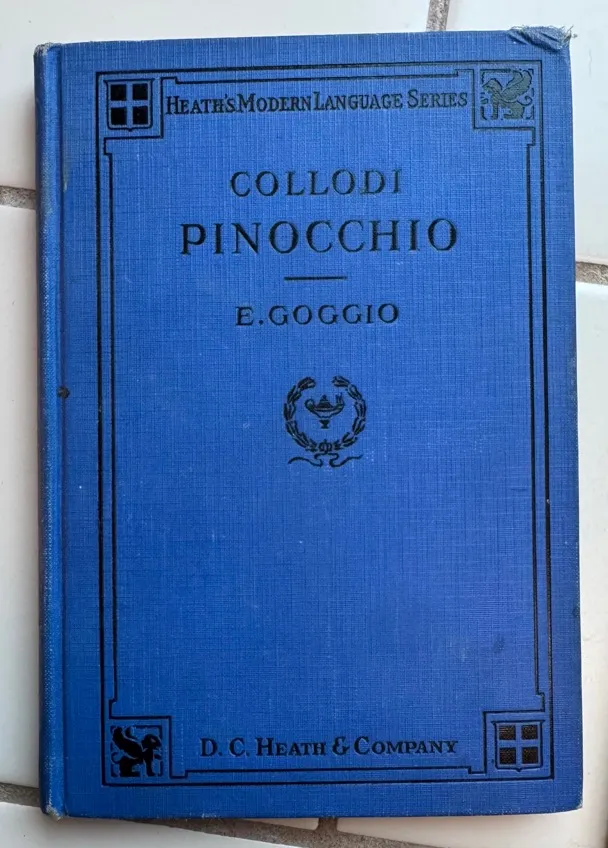 HEATH'S MODERN LANGUAGE SERIES
COLLODI
PINOCCHIO
E. GOGGIO
D. C. HEATH & COMPANY